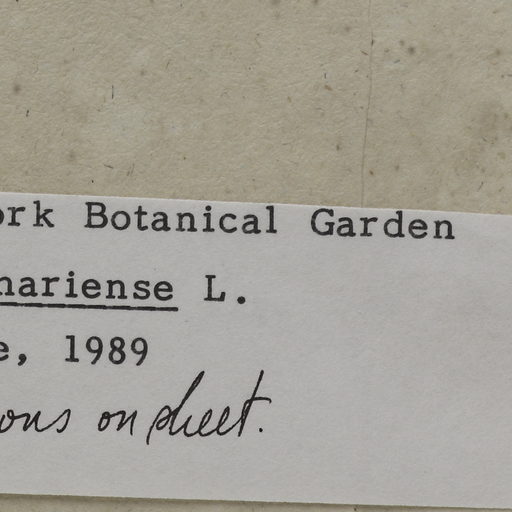 ork Botanical Garden
nariense L.
e, 1989
ons on sheet.